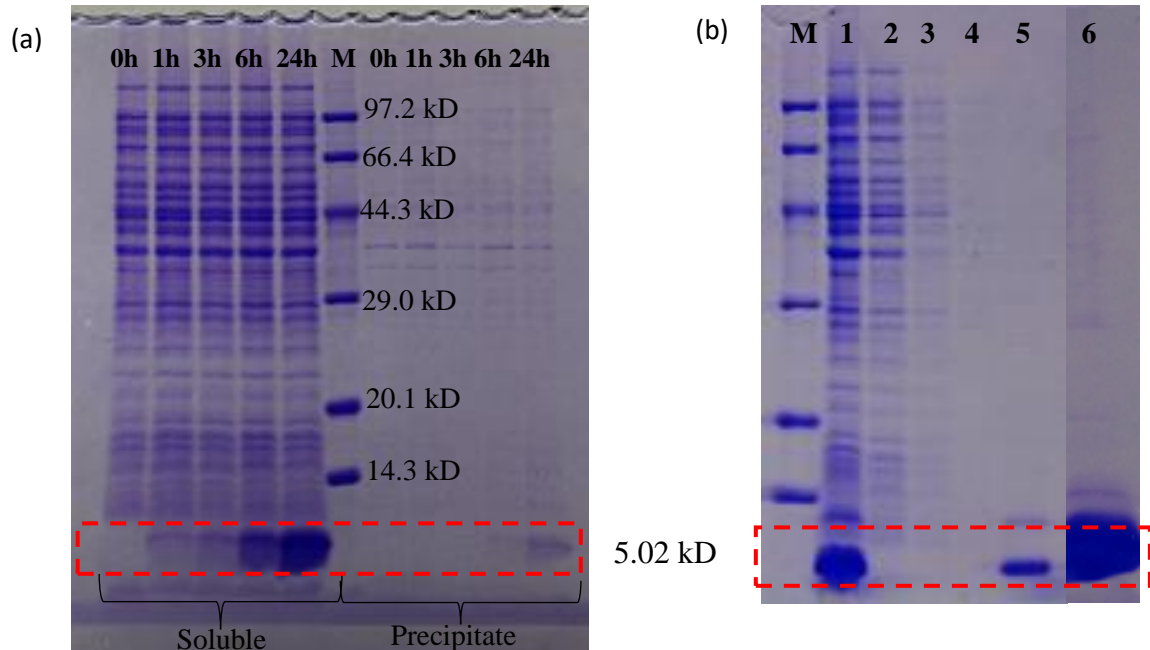 (a)
0h 1h 3h 6h 24h M 0h 1h 3h 6h 24h
97.2 kD
66.4 kD
44.3 kD
29.0 kD
20.1 kD
14.3 kD
Soluble
Precipitate
(b)
M 1 2 3 4 5 6
5.02 kD